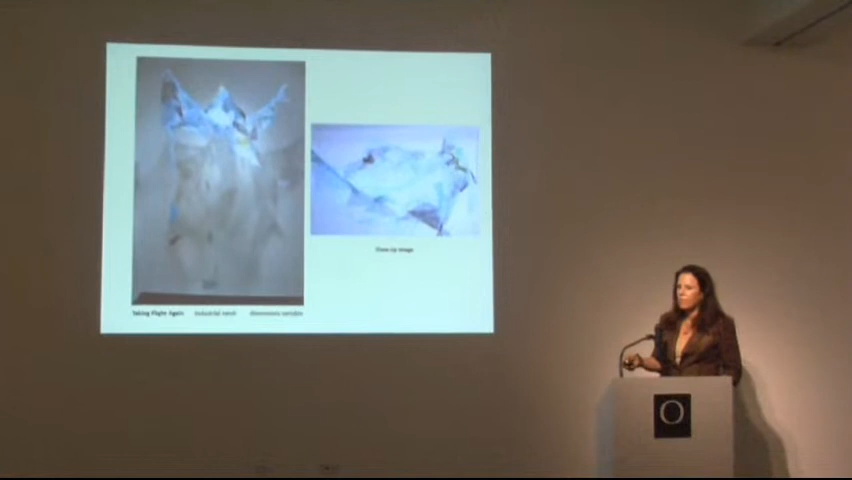 Close Up Image
Taking Flight Again Industrial mesh dimensions variable
O